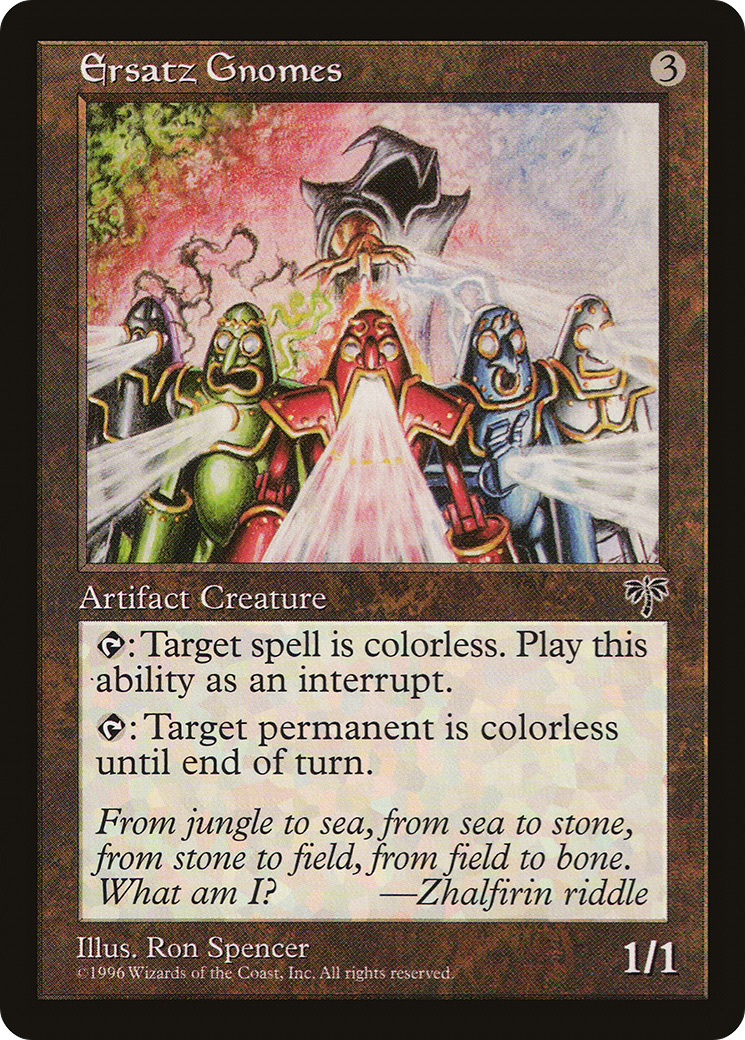 Ersatz Gnomes 3
Artifact Creature
: Target spell is colorless. Play this
ability as an interrupt.
: Target permanent is colorless
until end of turn.
From jungle to sea, from sea to stone,
from stone to field, from field to bone.
What am I? —Zhalfirin riddle
Illus. Ron Spencer
©1996 Wizards of the Coast, Inc. All rights reserved.
1/1